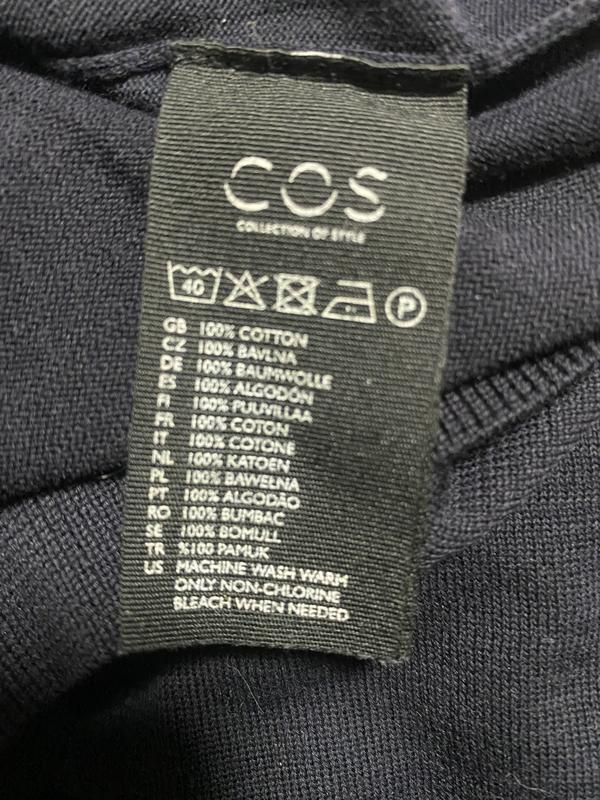 COS
COLLECTION OF STYLE
40 P
GB 100% COTTON
CZ 100% BAVLNA
DE 100% BAUMWOLLE
ES 100% ALGODÓN
FI 100% PUUVILLAA
FR 100% COTON
IT 100% COTONE
NL 100% KATOEN
PL 100% BAWEŁNA
PT 100% ALGODÃO
RO 100% BUMBAC
SE 100% BOMULL
TR %100 PAMUK
US MACHINE WASH WARM
ONLY NON-CHLORINE
BLEACH WHEN NEEDED